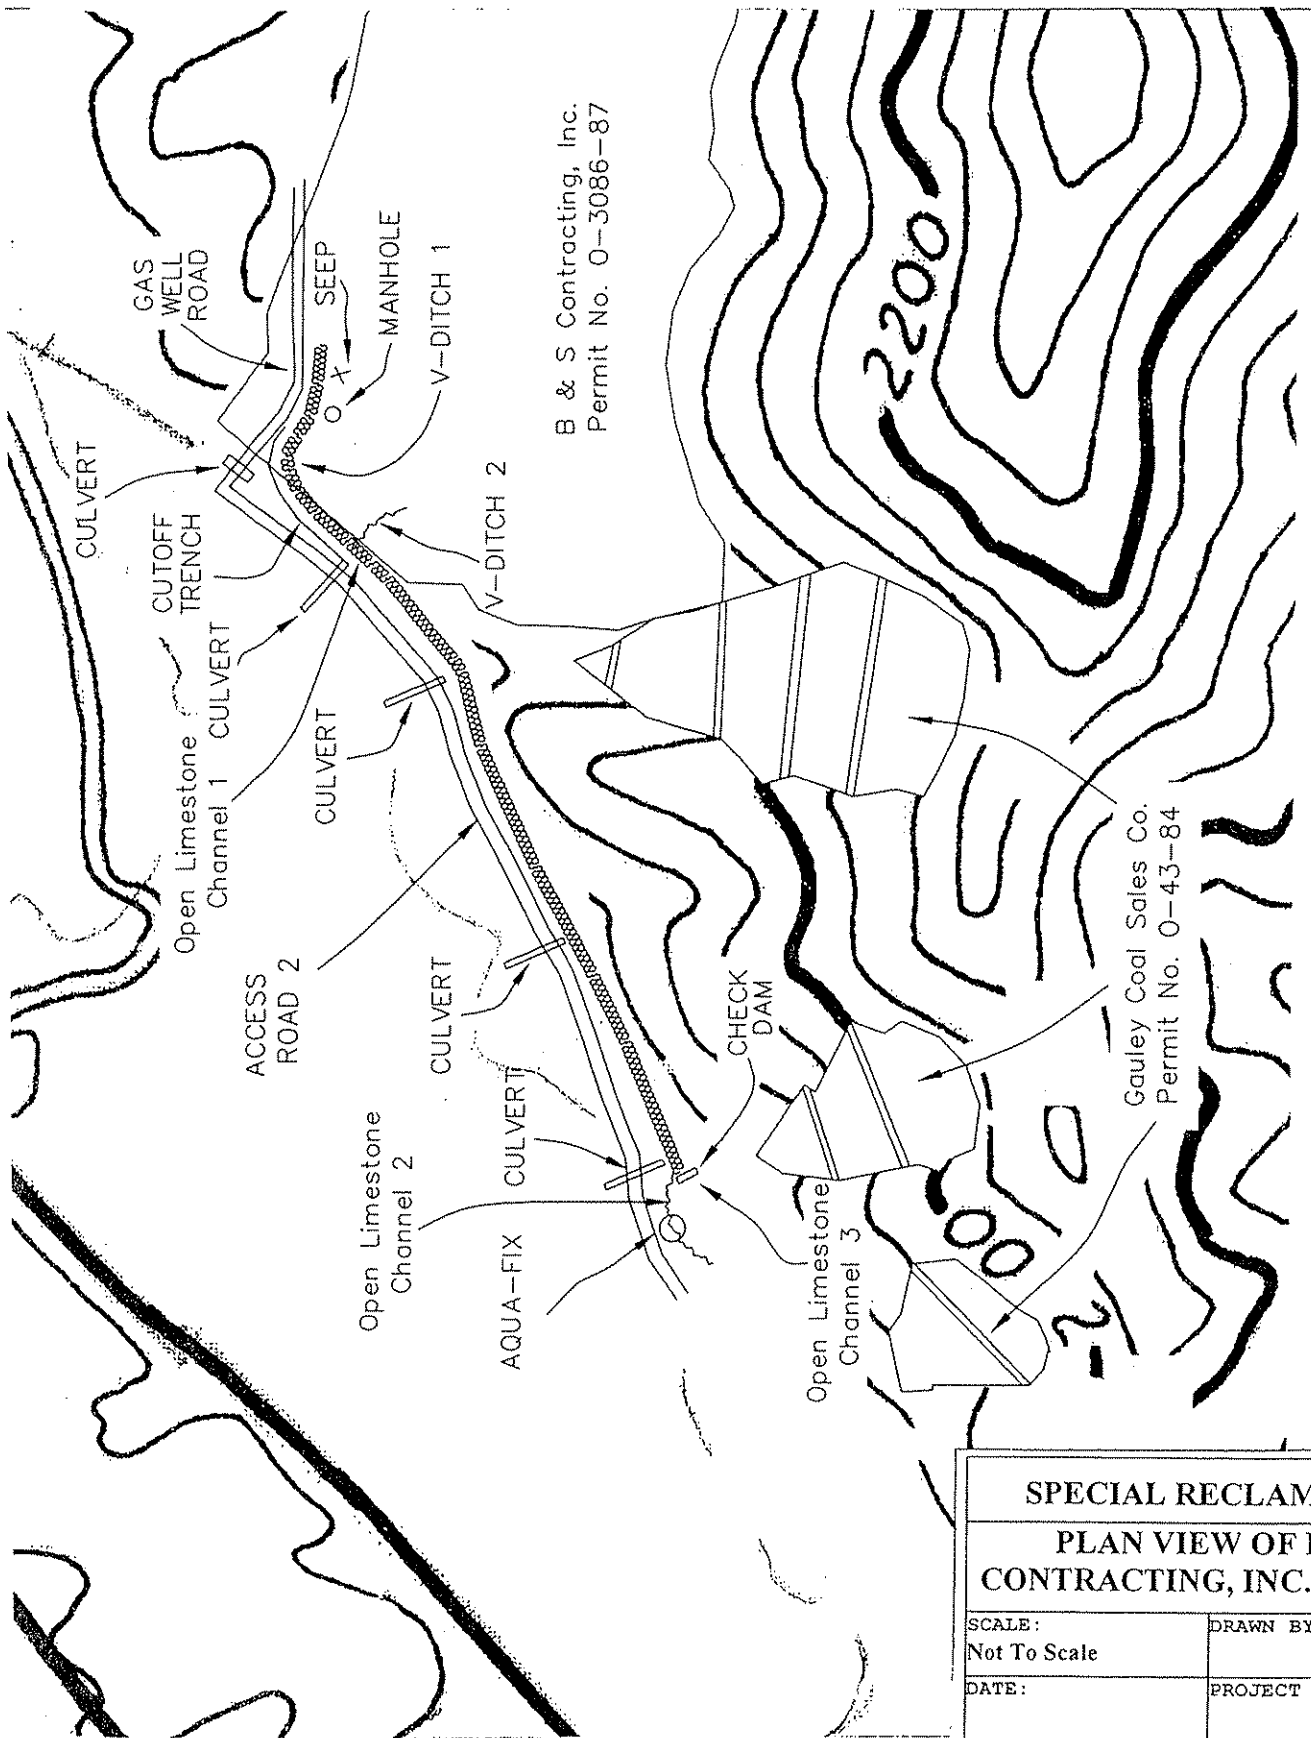 GAS
WELL
ROAD
SEEP
MANHOLE
V-DITCH 1
B & S Contracting, Inc.
Permit No. O-3086-87
CULVERT
CUTOFF
TRENCH
V-DITCH 2
CULVERT
Open Limestone
Channel 1
CULVERT
2200
ACCESS
ROAD 2
CULVERT
CHECK
DAM
Gauley Coal Sales Co.
Permit No. O-43-84
CULVERT
Open Limestone
Channel 2
AQUA-FIX
Open Limestone
Channel 3
2
00
SPECIAL RECLAM
PLAN VIEW OF
CONTRACTING, INC.
SCALE:
Not To Scale
DRAWN BY
DATE:
PROJECT